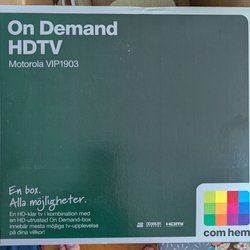 On Demand
HDTV
Motorola VIP1903
En box.
Alla möjligheter.
En HD-klar tv i kombination med
en HD-utrustad On Demand-box
innebär mesta möjliga tv-upplevelse
på dina villkor!
HDMI
com hem